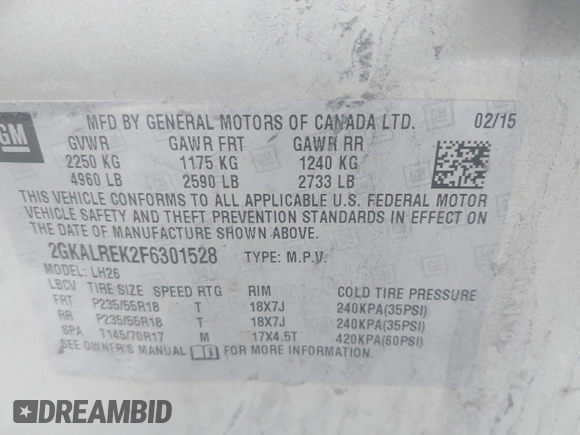 GM
MFD BY GENERAL MOTORS OF CANADA LTD. 02/15
GVWR GAWR FRT GAWR RR
2250 KG 1175 KG 1240 KG
4960 LB 2590 LB 2733 LB
THIS VEHICLE CONFORMS TO ALL APPLICABLE U.S. FEDERAL MOTOR
VEHICLE SAFETY AND THEFT PREVENTION STANDARDS IN EFFECT ON
THE DATE OF MANUFACTURE SHOWN ABOVE.
2GKALREK2F6301528 TYPE: M.P.V.
MODEL: LH26
LBCV TIRE SIZE SPEED RTG RIM COLD TIRE PRESSURE
FRT P235/55R18 T 18X7J 240KPA(35PSI)
RR P235/55R18 T 18X7J 240KPA(35PSI)
SPA T145/70R17 M 17X4.5T 420KPA(60PSI)
SEE OWNER'S MANUAL FOR MORE INFORMATION.
DREAMBID